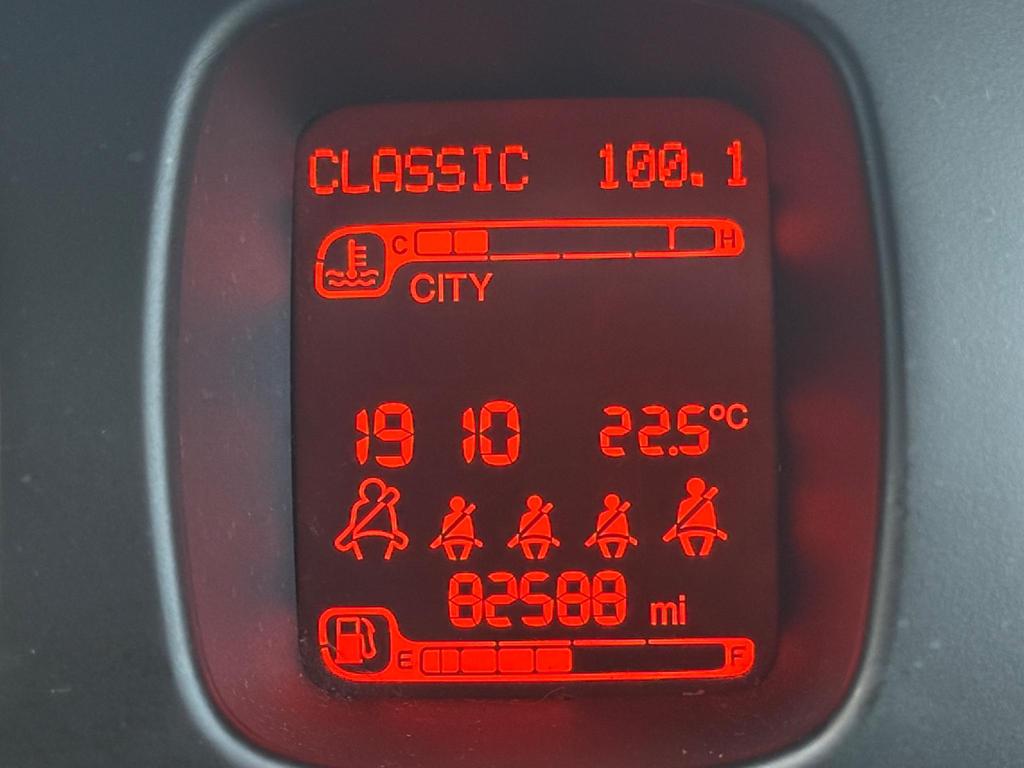 CLASSIC 100.1
C H
CITY
19 10 22.5°C
82588 mi
E F